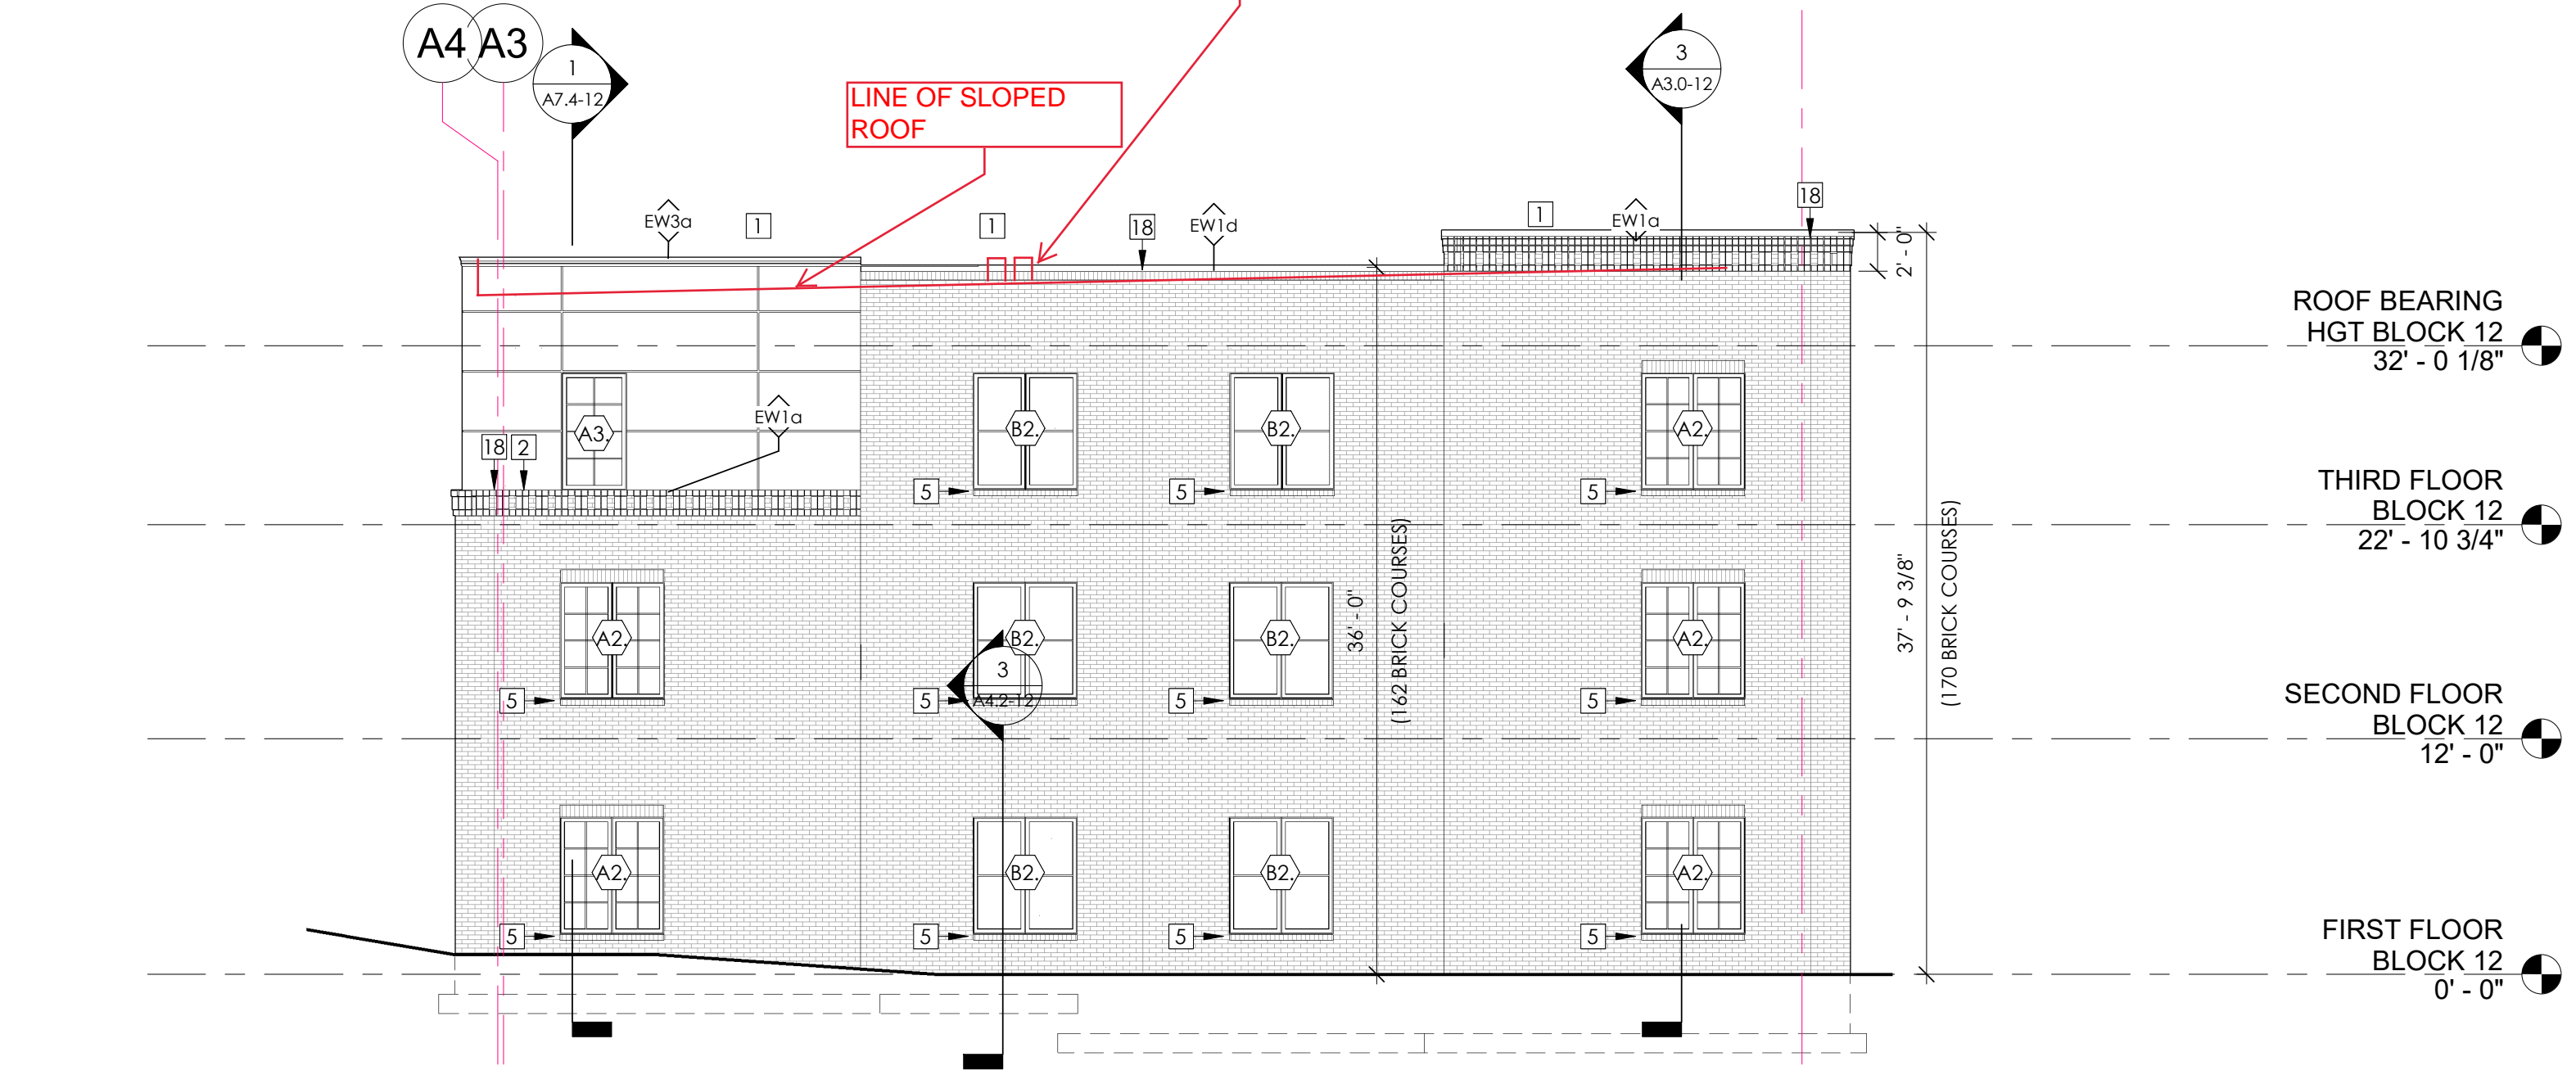 A4
A3
1
A7.4-12
3
A3.0-12
LINE OF SLOPED
ROOF
EW3a
1
1
18
EW1d
1
EW1a
18
2' - 0"
ROOF BEARING
HGT BLOCK 12
32' - 0 1/8"
EW1a
A3.
B2.
B2.
A2.
18
2
5
5
5
THIRD FLOOR
BLOCK 12
22' - 10 3/4"
36' - 0"
(162 BRICK COURSES)
37' - 9 3/8"
(170 BRICK COURSES)
A2.
B2.
B2.
A2.
3
A4.2-12
5
5
5
5
SECOND FLOOR
BLOCK 12
12' - 0"
A2.
B2.
B2.
A2.
5
5
5
5
FIRST FLOOR
BLOCK 12
0' - 0"